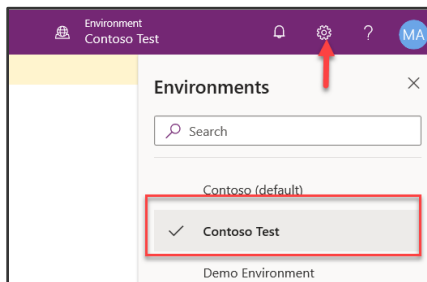 Environment
Contoso Test
?
MA
Environments
Search
Contoso (default)
Contoso Test
Demo Environment